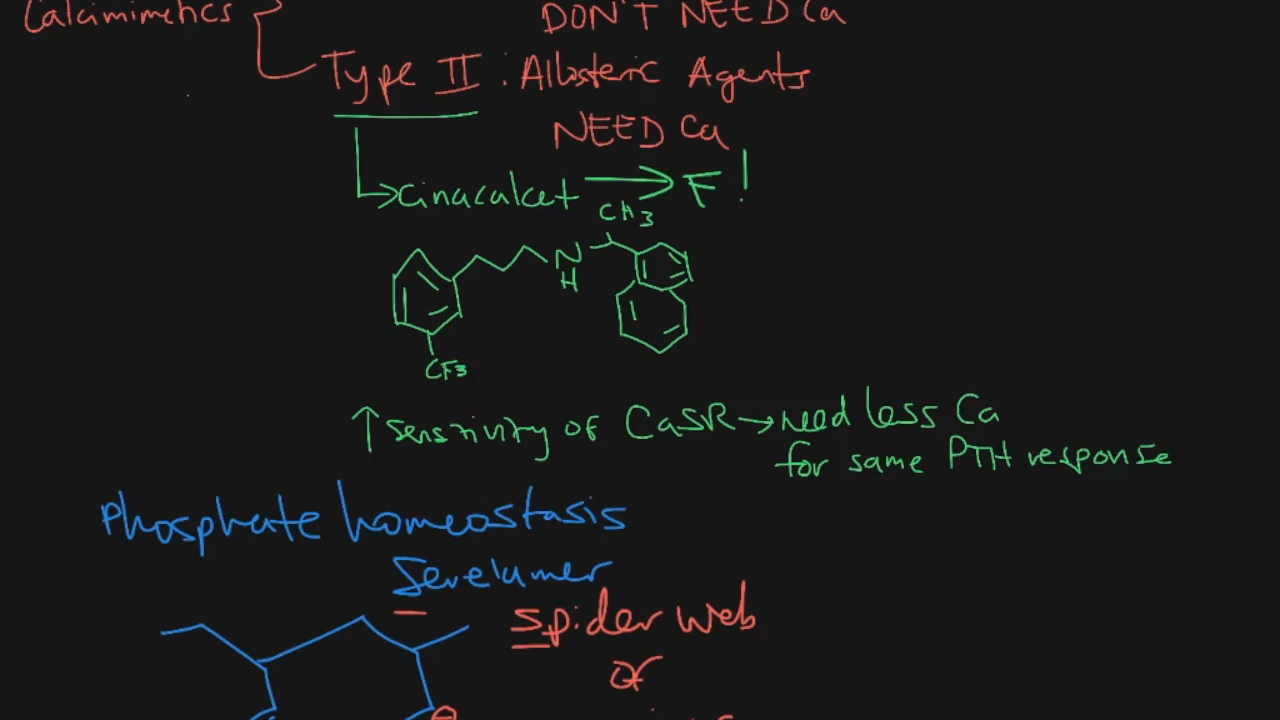 Calcimimetics
DON'T NEED Ca
Type II : Allosteric Agents
NEED Ca
Cinacalcet → F !
CH3
N
H
CF3
↑ sensitivity of CaSR → need less Ca
for same PTH response
Phosphate homeostasis
Sevelamer
spider web
of